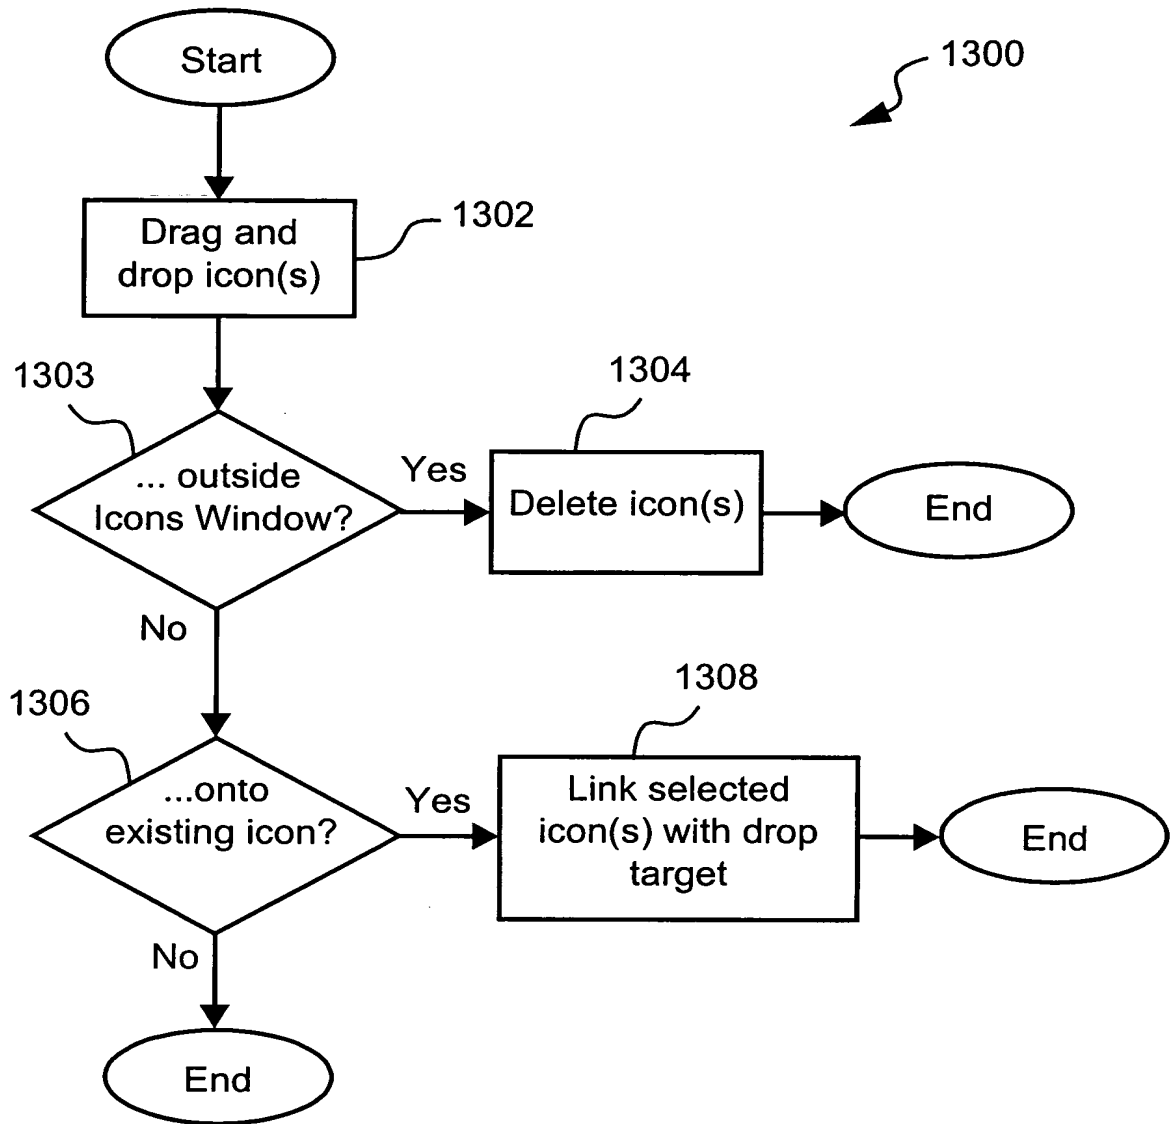 Start
1300
Drag and
drop icon(s)
1302
1303
... outside
Icons Window?
Yes
1304
Delete icon(s)
End
No
1306
...onto
existing icon?
Yes
1308
Link selected
icon(s) with drop
target
End
No
End